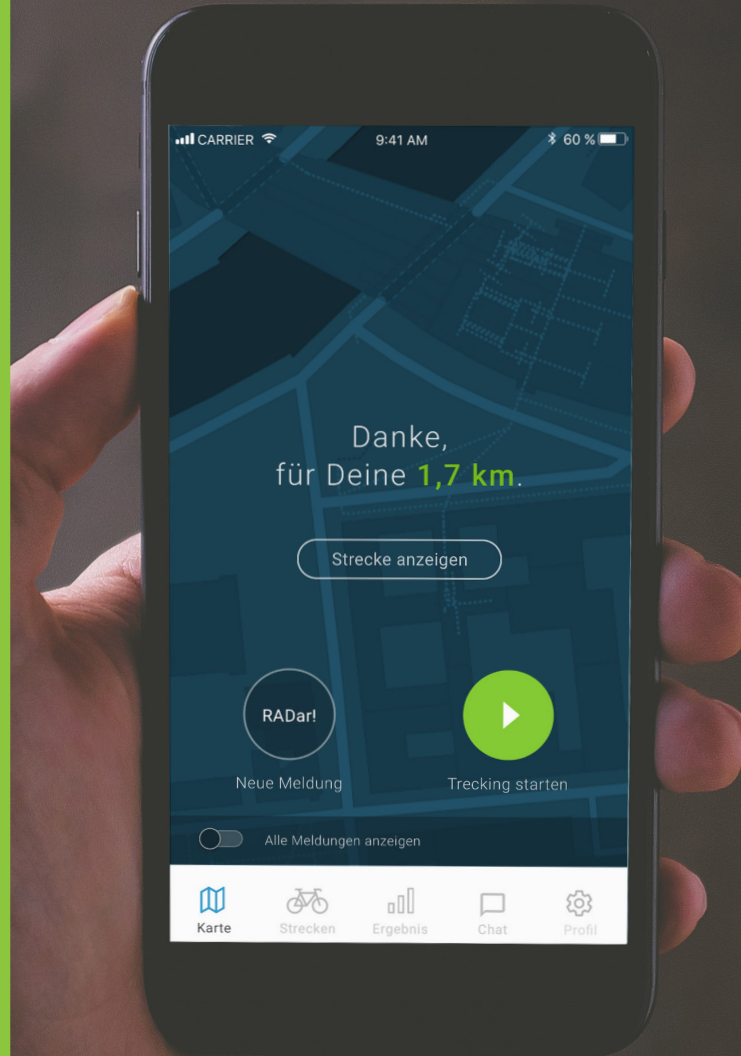 CARRIER 9:41 AM 60 %
Danke,
für Deine 1,7 km.
Strecke anzeigen
RADar!
Neue Meldung Trecking starten
Alle Meldungen anzeigen
Karte Strecken Ergebnis Chat Profil